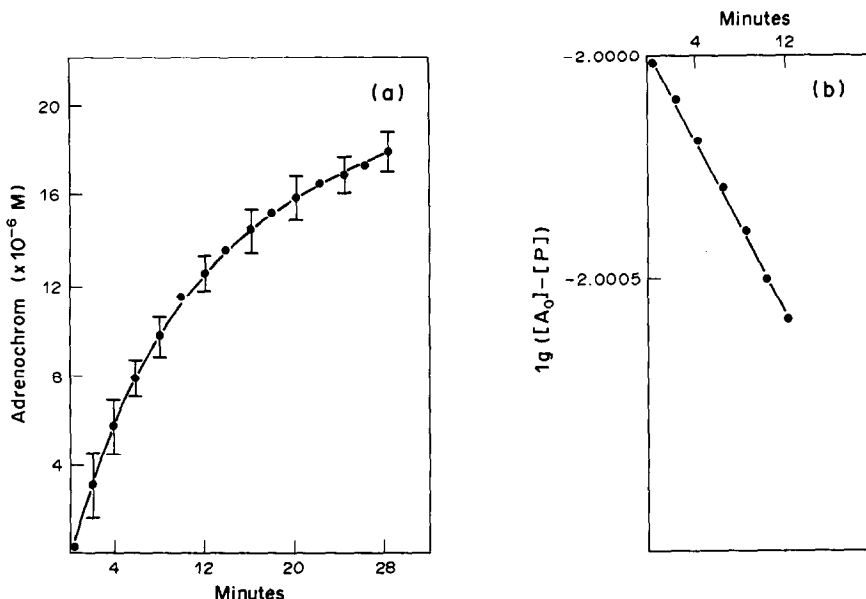 (a)
20
16
12
8
4
Adrenochrom (x10⁻⁶ M)
4 12 20 28
Minutes
Minutes
4 12
-2.0000
(b)
-2.0005
1g ([A₀]-[P])